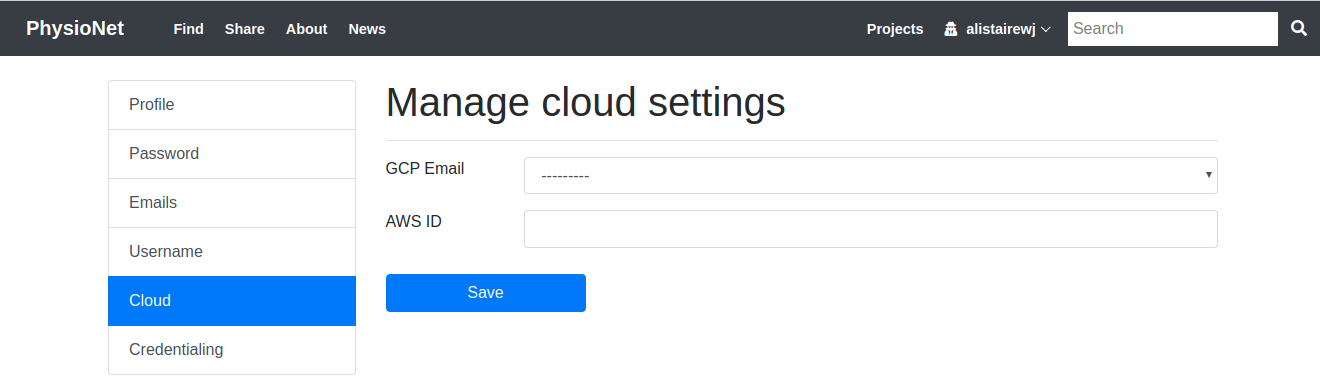 PhysioNet Find Share About News Projects alistairewj Search
Profile
Password
Emails
Username
Cloud
Credentialing
Manage cloud settings
GCP Email ---------
AWS ID
Save